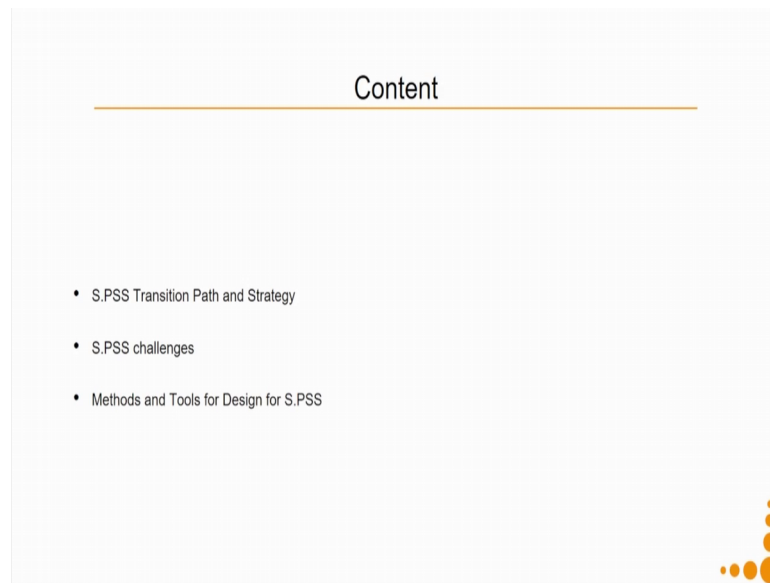 Content
• S.PSS Transition Path and Strategy
• S.PSS challenges
• Methods and Tools for Design for S.PSS